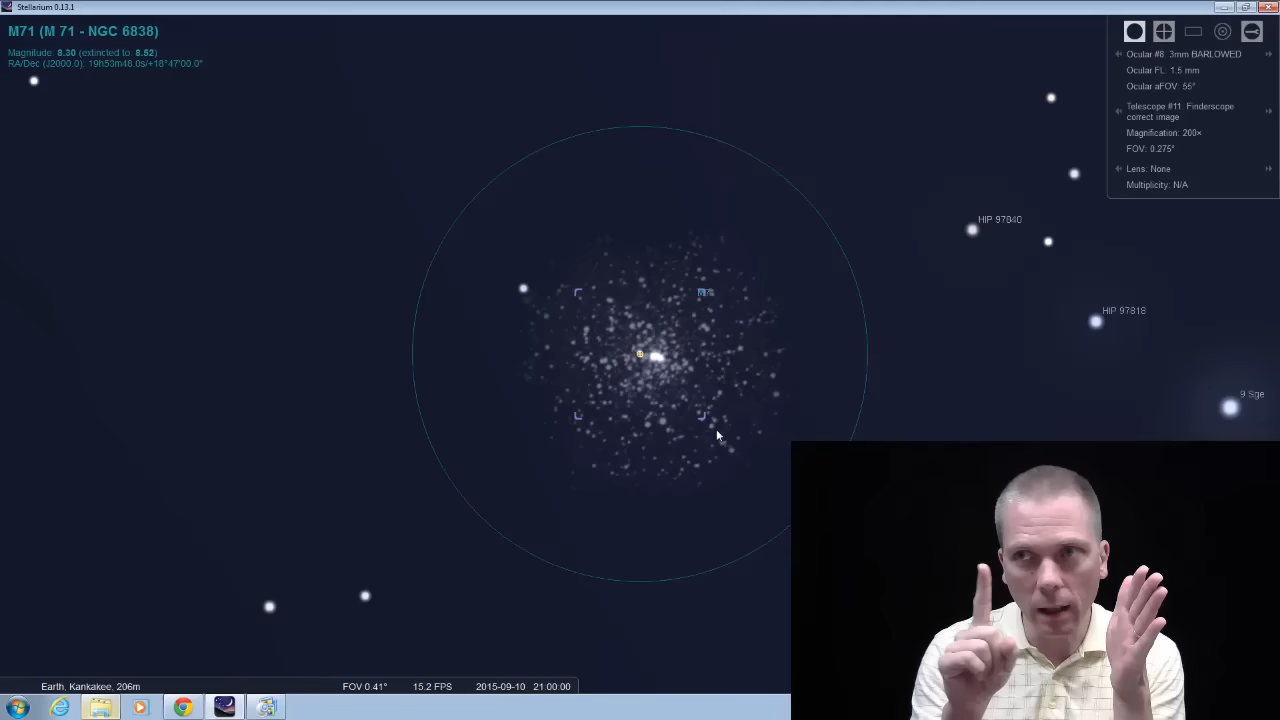 Stellarium 0.13.1
M71 (M 71 - NGC 6838)
Magnitude: 8.30 (extincted to: 8.52)
RA/Dec (J2000.0): 19h53m48.0s/+18°47'00.0"
Ocular #8: 3mm BARLOWED
Ocular FL: 1.5 mm
Ocular aFOV: 55°
Telescope #11: Finderscope
correct image
Magnification: 200×
FOV: 0.275°
Lens: None
Multiplicity: N/A
HIP 97840
HIP 97818
9 Sge
Earth, Kankakee, 206m
FOV 0.41°
15.2 FPS
2015-09-10 21:00:00